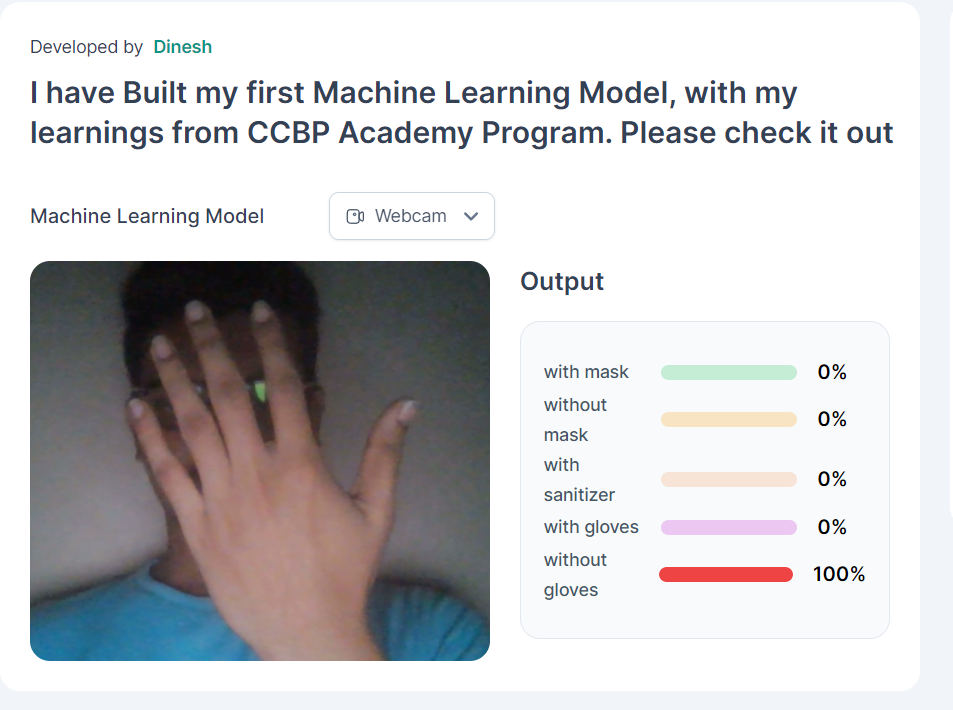 Developed by Dinesh
I have Built my first Machine Learning Model, with my
learnings from CCBP Academy Program. Please check it out
Machine Learning Model
Webcam
Output
with mask 0%
without
mask 0%
with
sanitizer 0%
with gloves 0%
without
gloves 100%